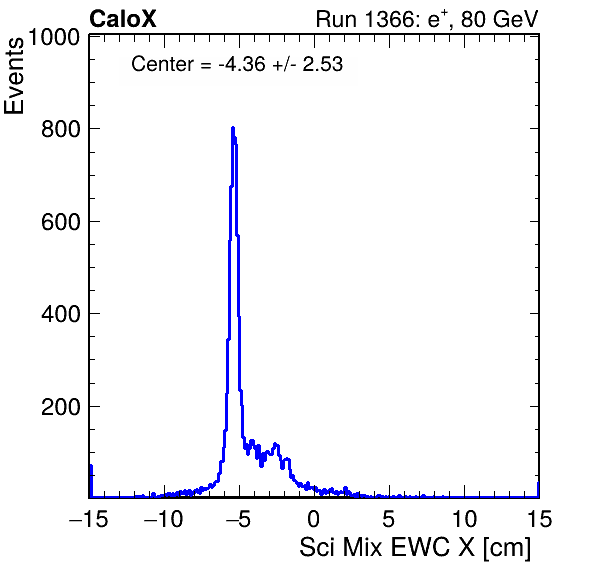 CaloX Run 1366: e⁺, 80 GeV
Events
Center = -4.36 +/- 2.53
1000
800
600
400
200
−15 −10 −5 0 5 10 15
Sci Mix EWC X [cm]